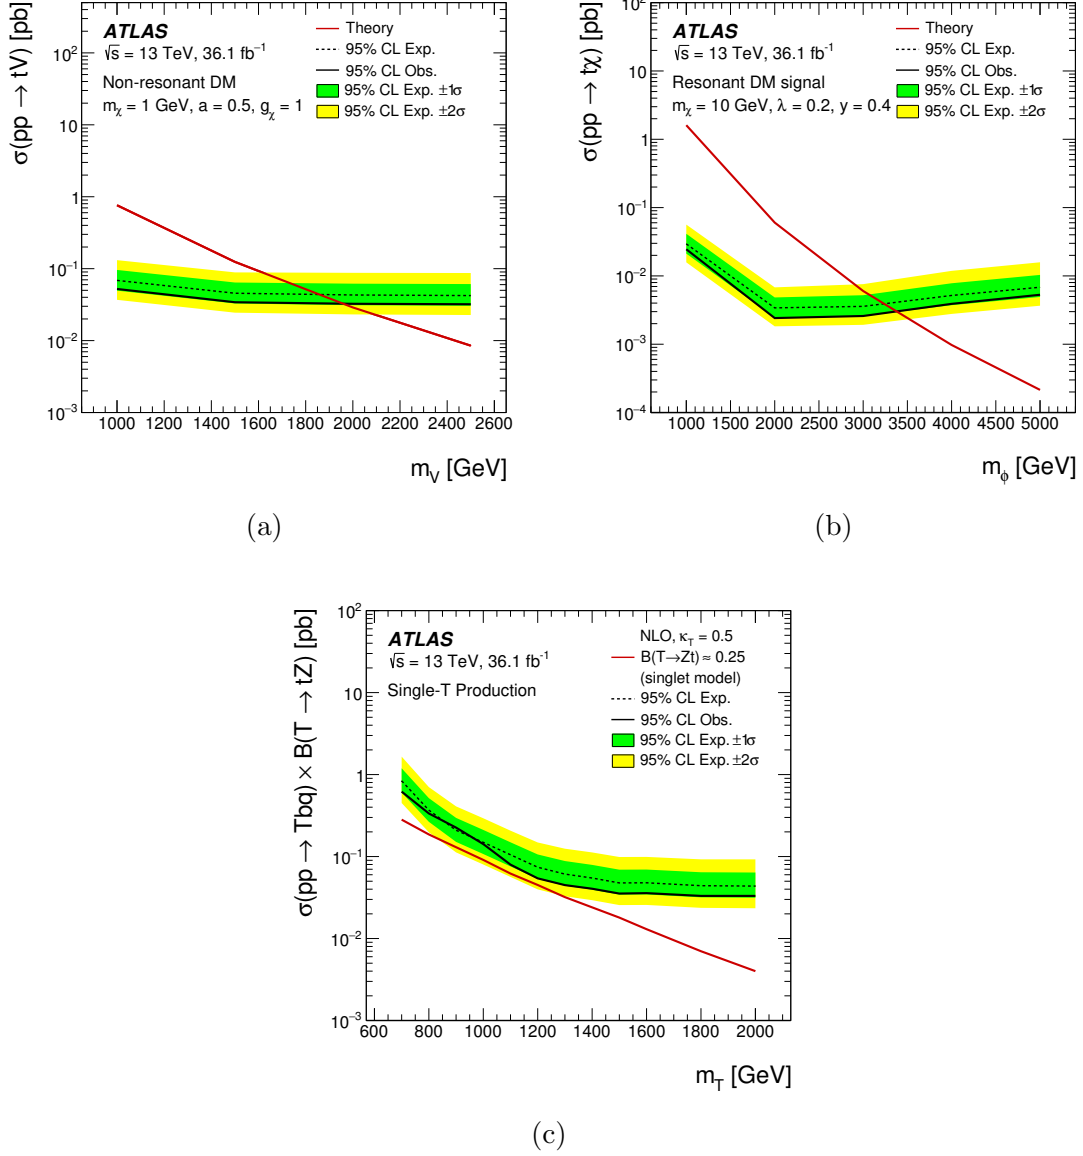 σ(pp → tV) [pb]
10²
10
1
10⁻¹
10⁻²
10⁻³
ATLAS
√s = 13 TeV, 36.1 fb⁻¹
Non-resonant DM
m_χ = 1 GeV, a = 0.5, g_χ = 1
Theory
95% CL Exp.
95% CL Obs.
95% CL Exp. ±1σ
95% CL Exp. ±2σ
1000 1200 1400 1600 1800 2000 2200 2400 2600
m_V [GeV]
(a)
σ(pp → tχ) [pb]
10²
10
1
10⁻¹
10⁻²
10⁻³
10⁻⁴
ATLAS
√s = 13 TeV, 36.1 fb⁻¹
Resonant DM signal
m_χ = 10 GeV, λ = 0.2, y = 0.4
Theory
95% CL Exp.
95% CL Obs.
95% CL Exp. ±1σ
95% CL Exp. ±2σ
1000 1500 2000 2500 3000 3500 4000 4500 5000
m_ϕ [GeV]
(b)
σ(pp → Tbq) × B(T → tZ) [pb]
10²
10
1
10⁻¹
10⁻²
10⁻³
ATLAS
√s = 13 TeV, 36.1 fb⁻¹
Single-T Production
NLO, κ_T = 0.5
B(T→Zt) ≈ 0.25
(singlet model)
95% CL Exp.
95% CL Obs.
95% CL Exp. ±1σ
95% CL Exp. ±2σ
600 800 1000 1200 1400 1600 1800 2000
m_T [GeV]
(c)